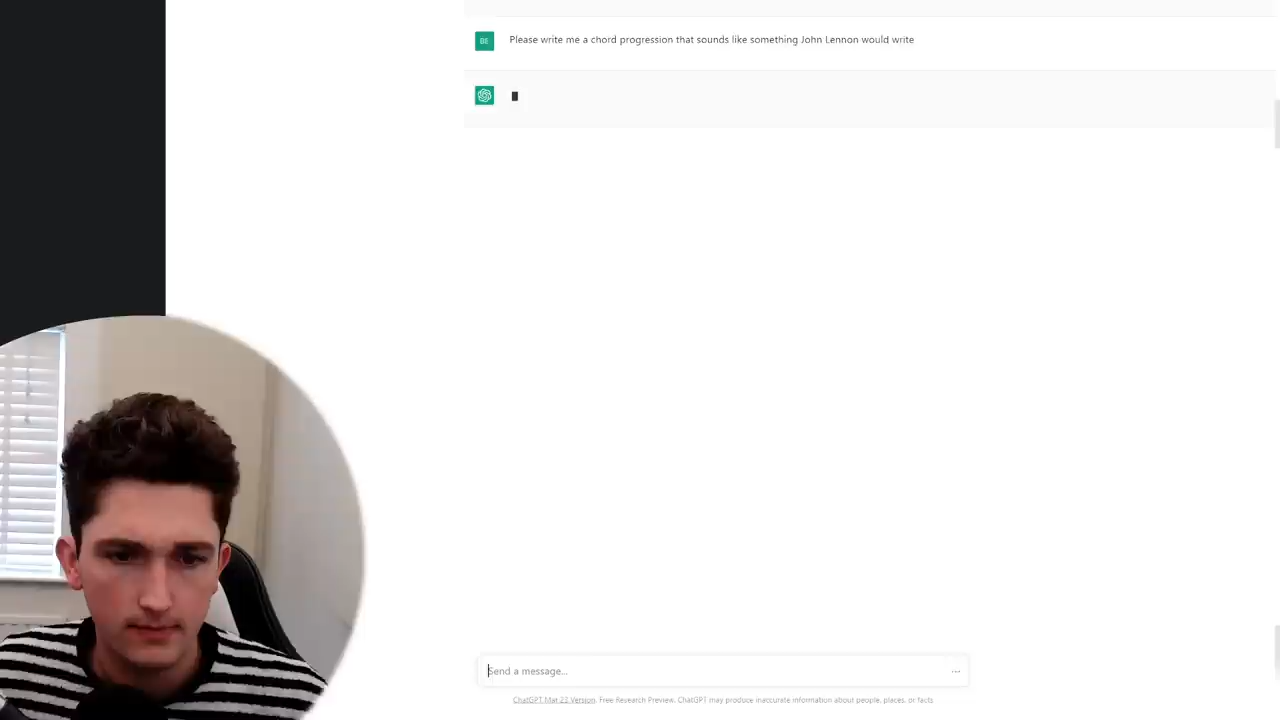 BE
Please write me a chord progression that sounds like something John Lennon would write
Send a message...
ChatGPT Mar 23 Version. Free Research Preview. ChatGPT may produce inaccurate information about people, places, or facts